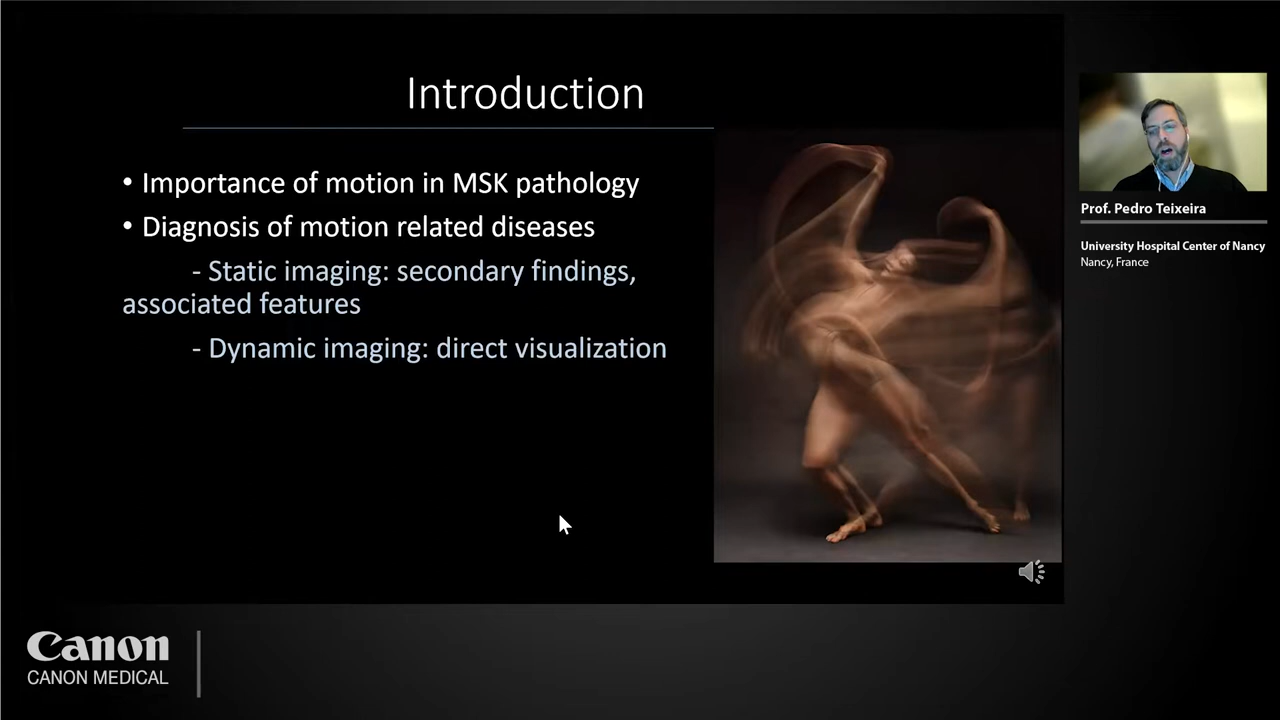 Introduction
• Importance of motion in MSK pathology
• Diagnosis of motion related diseases
- Static imaging: secondary findings,
associated features
- Dynamic imaging: direct visualization
Prof. Pedro Teixeira
University Hospital Center of Nancy
Nancy, France
Canon
CANON MEDICAL